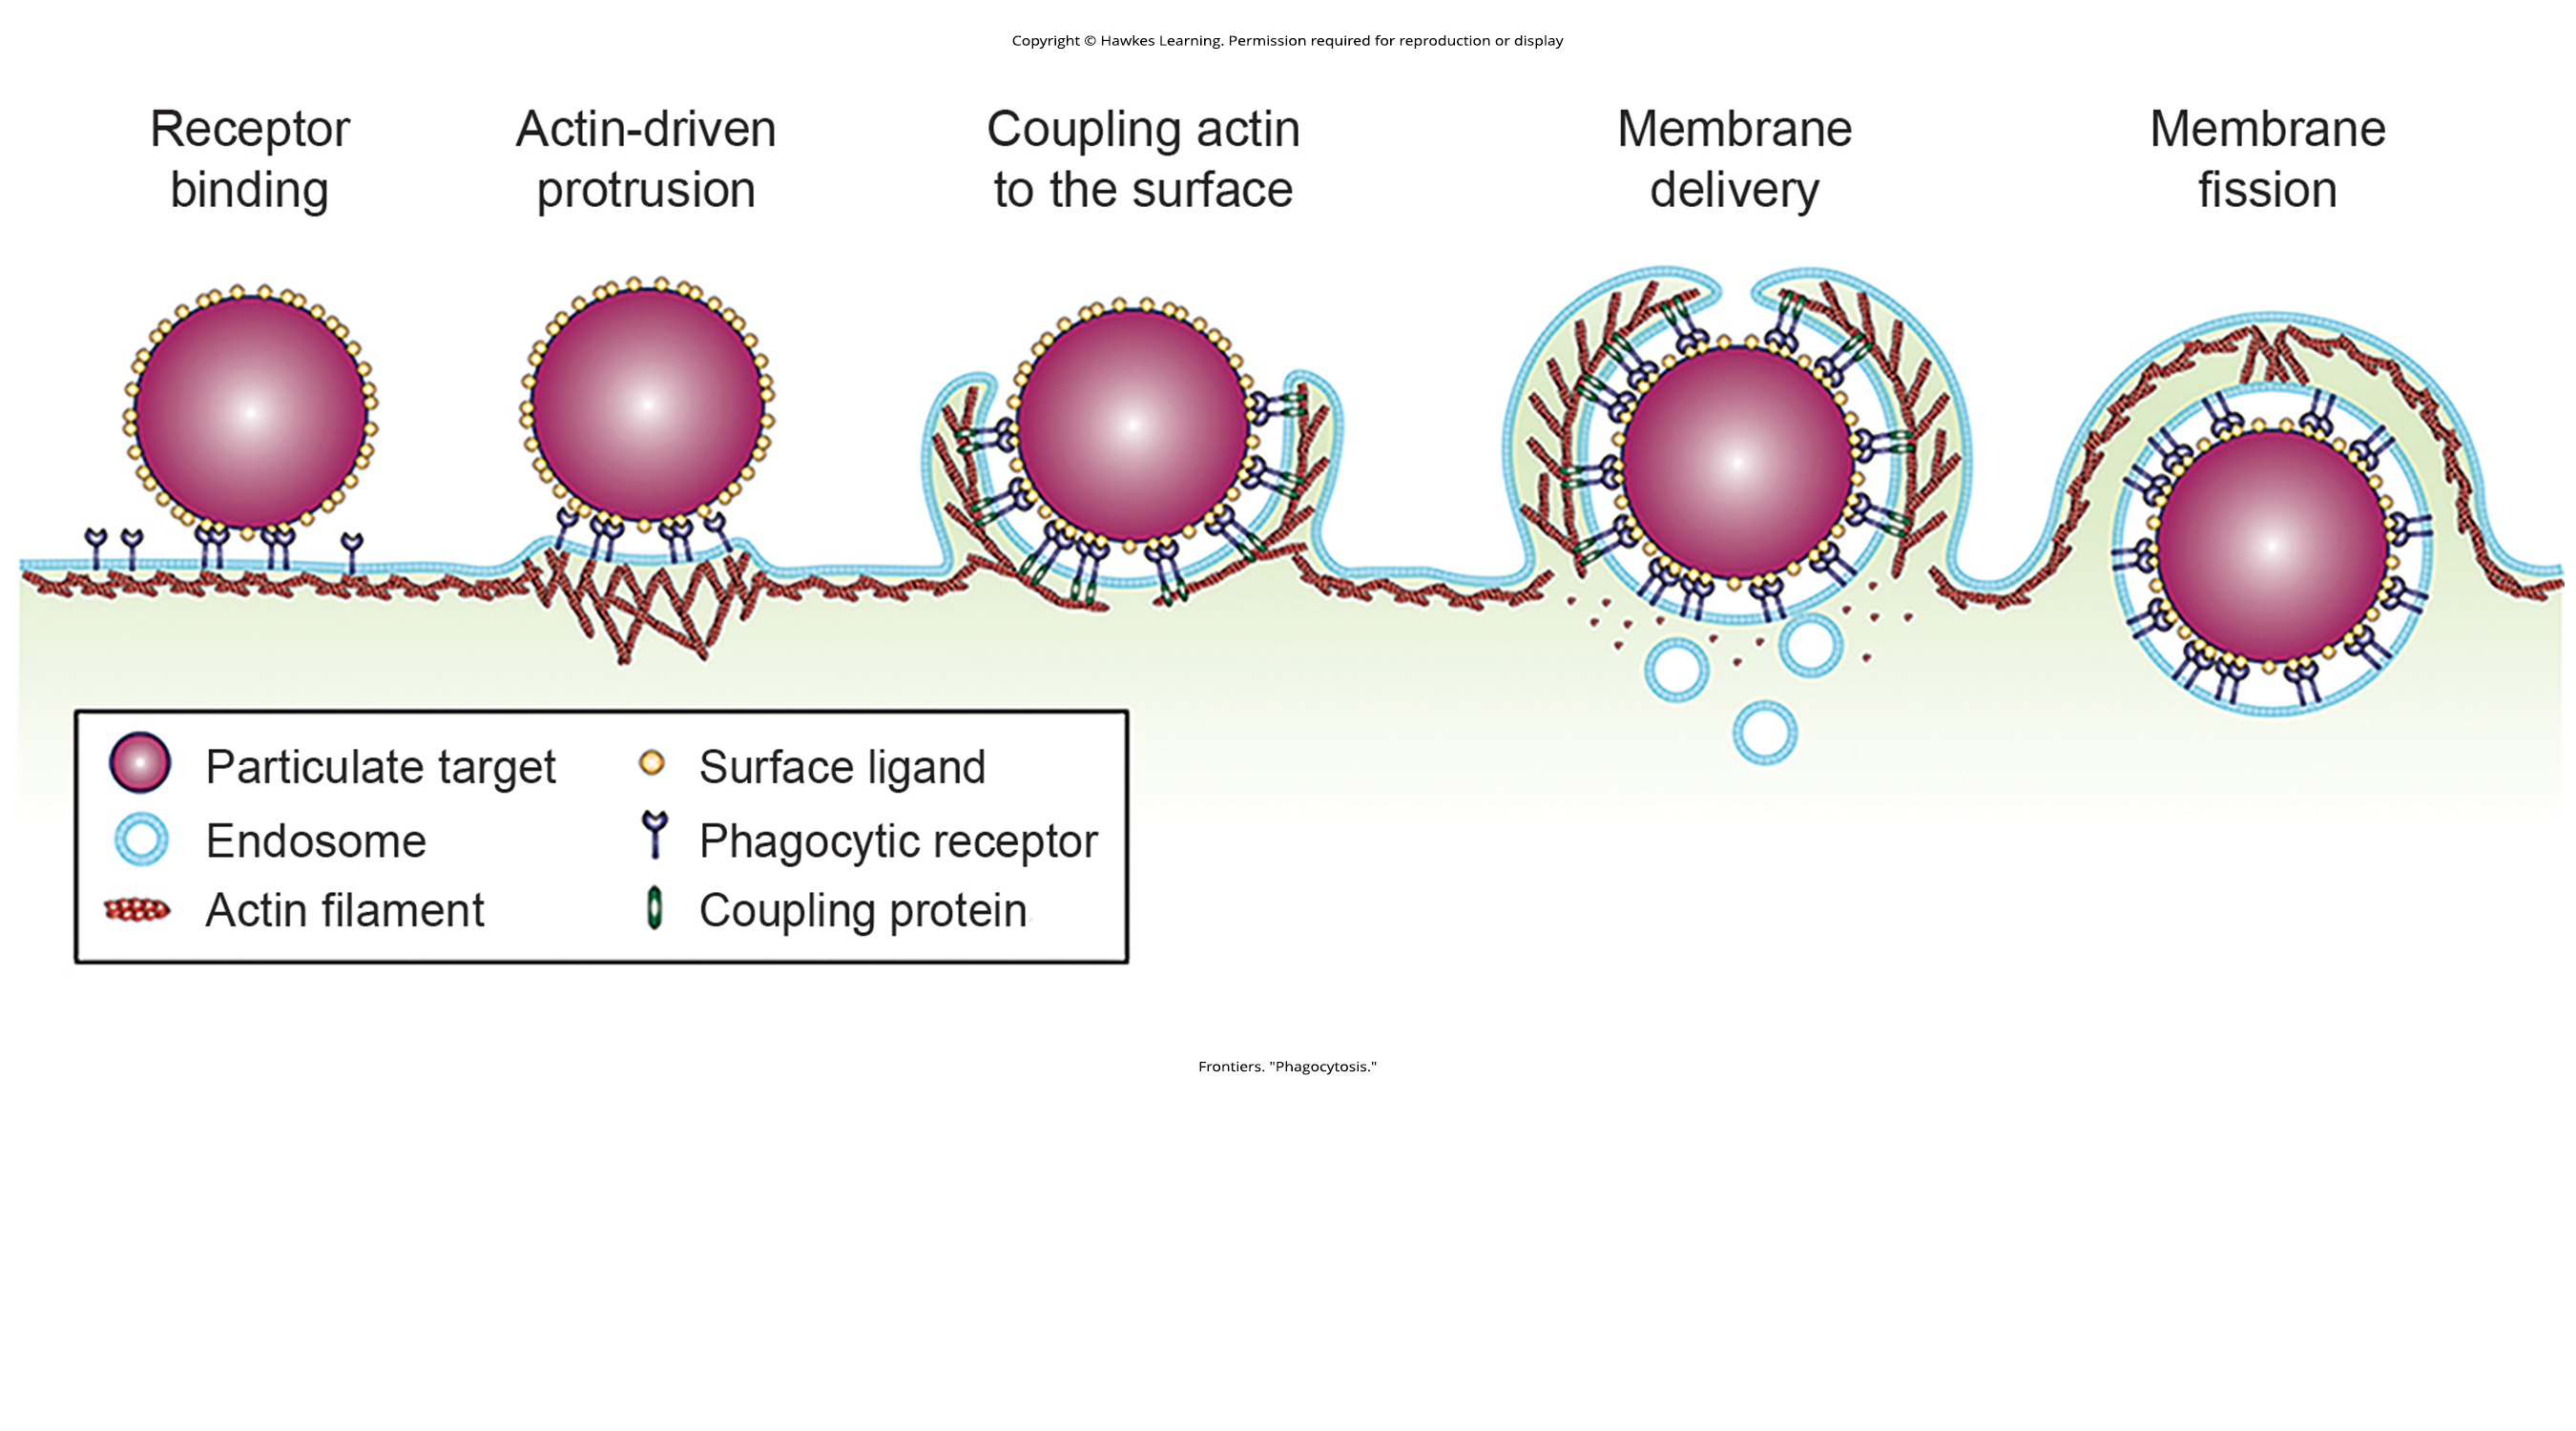 Copyright © Hawkes Learning. Permission required for reproduction or display
Receptor
binding
Actin-driven
protrusion
Coupling actin
to the surface
Membrane
delivery
Membrane
fission
Particulate target
Surface ligand
Endosome
Phagocytic receptor
Actin filament
Coupling protein
Frontiers. "Phagocytosis."